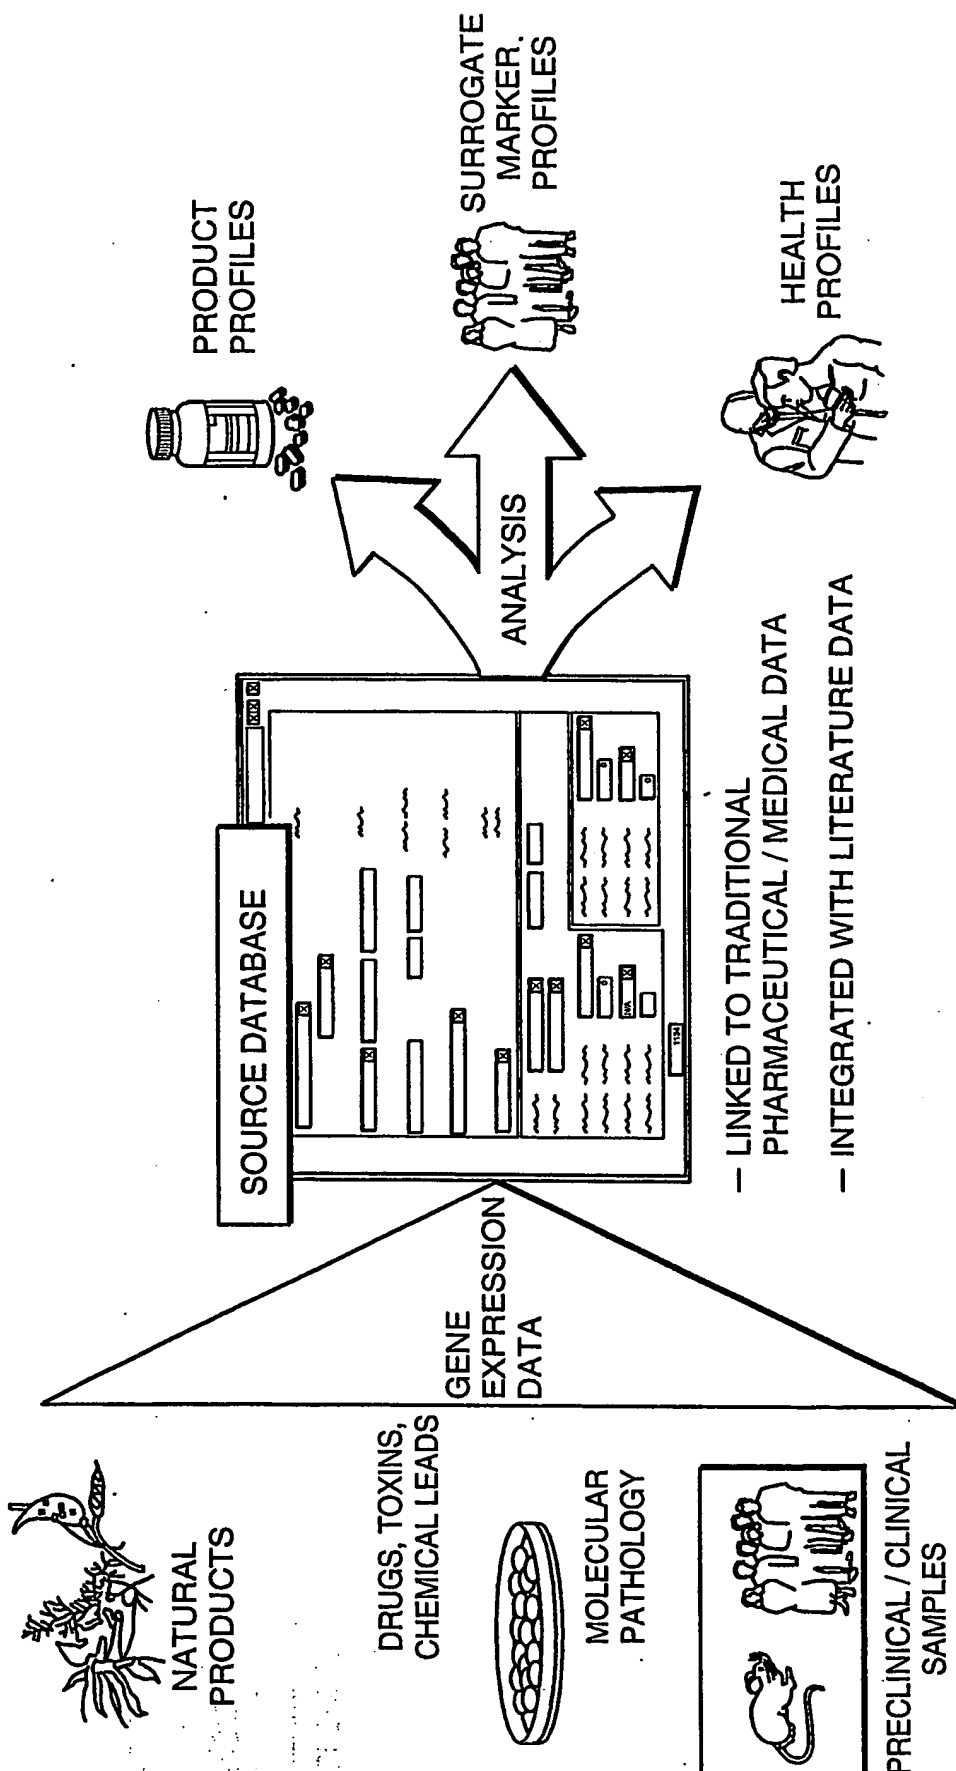 NATURAL
PRODUCTS
DRUGS, TOXINS,
CHEMICAL LEADS
MOLECULAR
PATHOLOGY
PRECLINICAL / CLINICAL
SAMPLES
GENE
EXPRESSION
DATA
SOURCE DATABASE
1134
– LINKED TO TRADITIONAL
PHARMACEUTICAL / MEDICAL DATA
– INTEGRATED WITH LITERATURE DATA
ANALYSIS
PRODUCT
PROFILES
SURROGATE
MARKER.
PROFILES
HEALTH
PROFILES